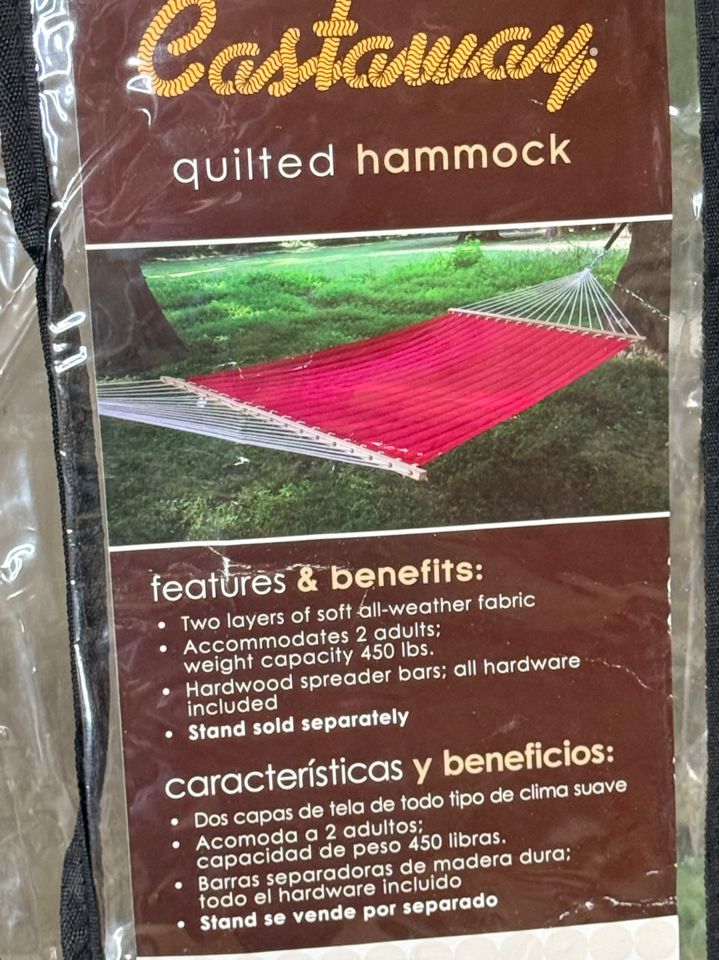 Castaway®
quilted hammock
features & benefits:
• Two layers of soft all-weather fabric
• Accommodates 2 adults;
weight capacity 450 lbs.
• Hardwood spreader bars; all hardware
included
• Stand sold separately
características y beneficios:
• Dos capas de tela de todo tipo de clima suave
• Acomoda a 2 adultos;
capacidad de peso 450 libras.
• Barras separadoras de madera dura;
todo el hardware incluido
• Stand se vende por separado